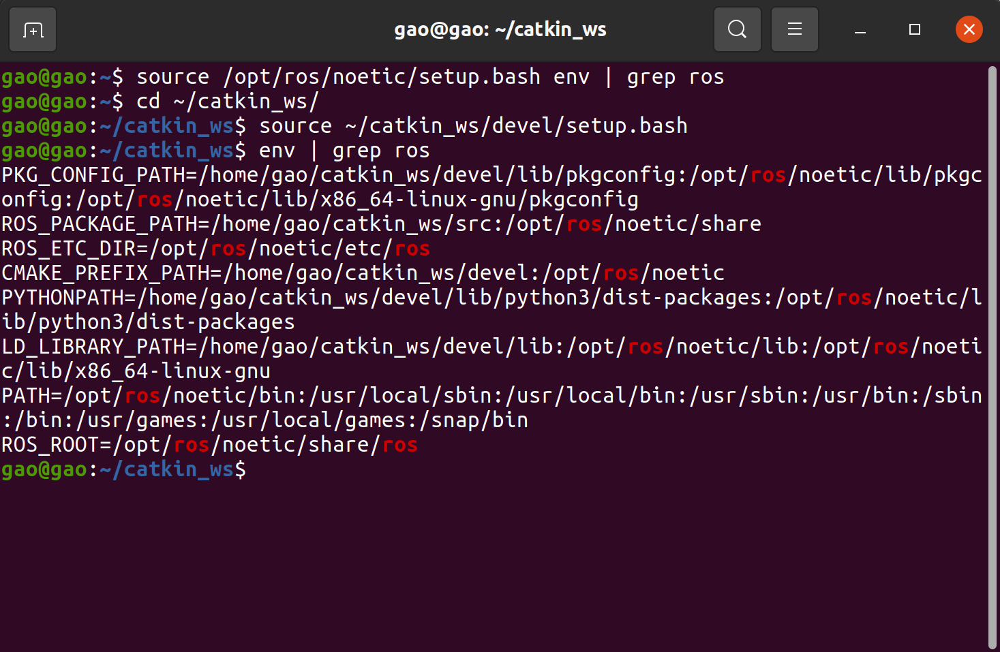 gao@gao: ~/catkin_ws
gao@gao:~$ source /opt/ros/noetic/setup.bash env | grep ros
gao@gao:~$ cd ~/catkin_ws/
gao@gao:~/catkin_ws$ source ~/catkin_ws/devel/setup.bash
gao@gao:~/catkin_ws$ env | grep ros
PKG_CONFIG_PATH=/home/gao/catkin_ws/devel/lib/pkgconfig:/opt/ros/noetic/lib/pkgc
onfig:/opt/ros/noetic/lib/x86_64-linux-gnu/pkgconfig
ROS_PACKAGE_PATH=/home/gao/catkin_ws/src:/opt/ros/noetic/share
ROS_ETC_DIR=/opt/ros/noetic/etc/ros
CMAKE_PREFIX_PATH=/home/gao/catkin_ws/devel:/opt/ros/noetic
PYTHONPATH=/home/gao/catkin_ws/devel/lib/python3/dist-packages:/opt/ros/noetic/l
ib/python3/dist-packages
LD_LIBRARY_PATH=/home/gao/catkin_ws/devel/lib:/opt/ros/noetic/lib:/opt/ros/noeti
c/lib/x86_64-linux-gnu
PATH=/opt/ros/noetic/bin:/usr/local/sbin:/usr/local/bin:/usr/sbin:/usr/bin:/sbin
:/bin:/usr/games:/usr/local/games:/snap/bin
ROS_ROOT=/opt/ros/noetic/share/ros
gao@gao:~/catkin_ws$